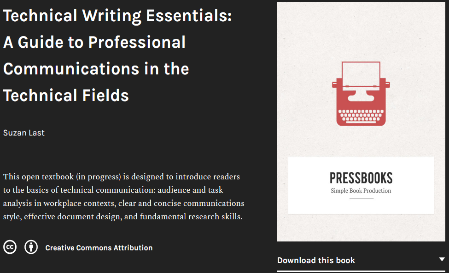 Technical Writing Essentials:
A Guide to Professional
Communications in the
Technical Fields
Suzan Last
This open textbook (in progress) is designed to introduce readers
to the basics of technical communication: audience and task
analysis in workplace contexts, clear and concise communications
style, effective document design, and fundamental research skills.
cc Creative Commons Attribution
PRESSBOOKS
Simple Book Production
Download this book